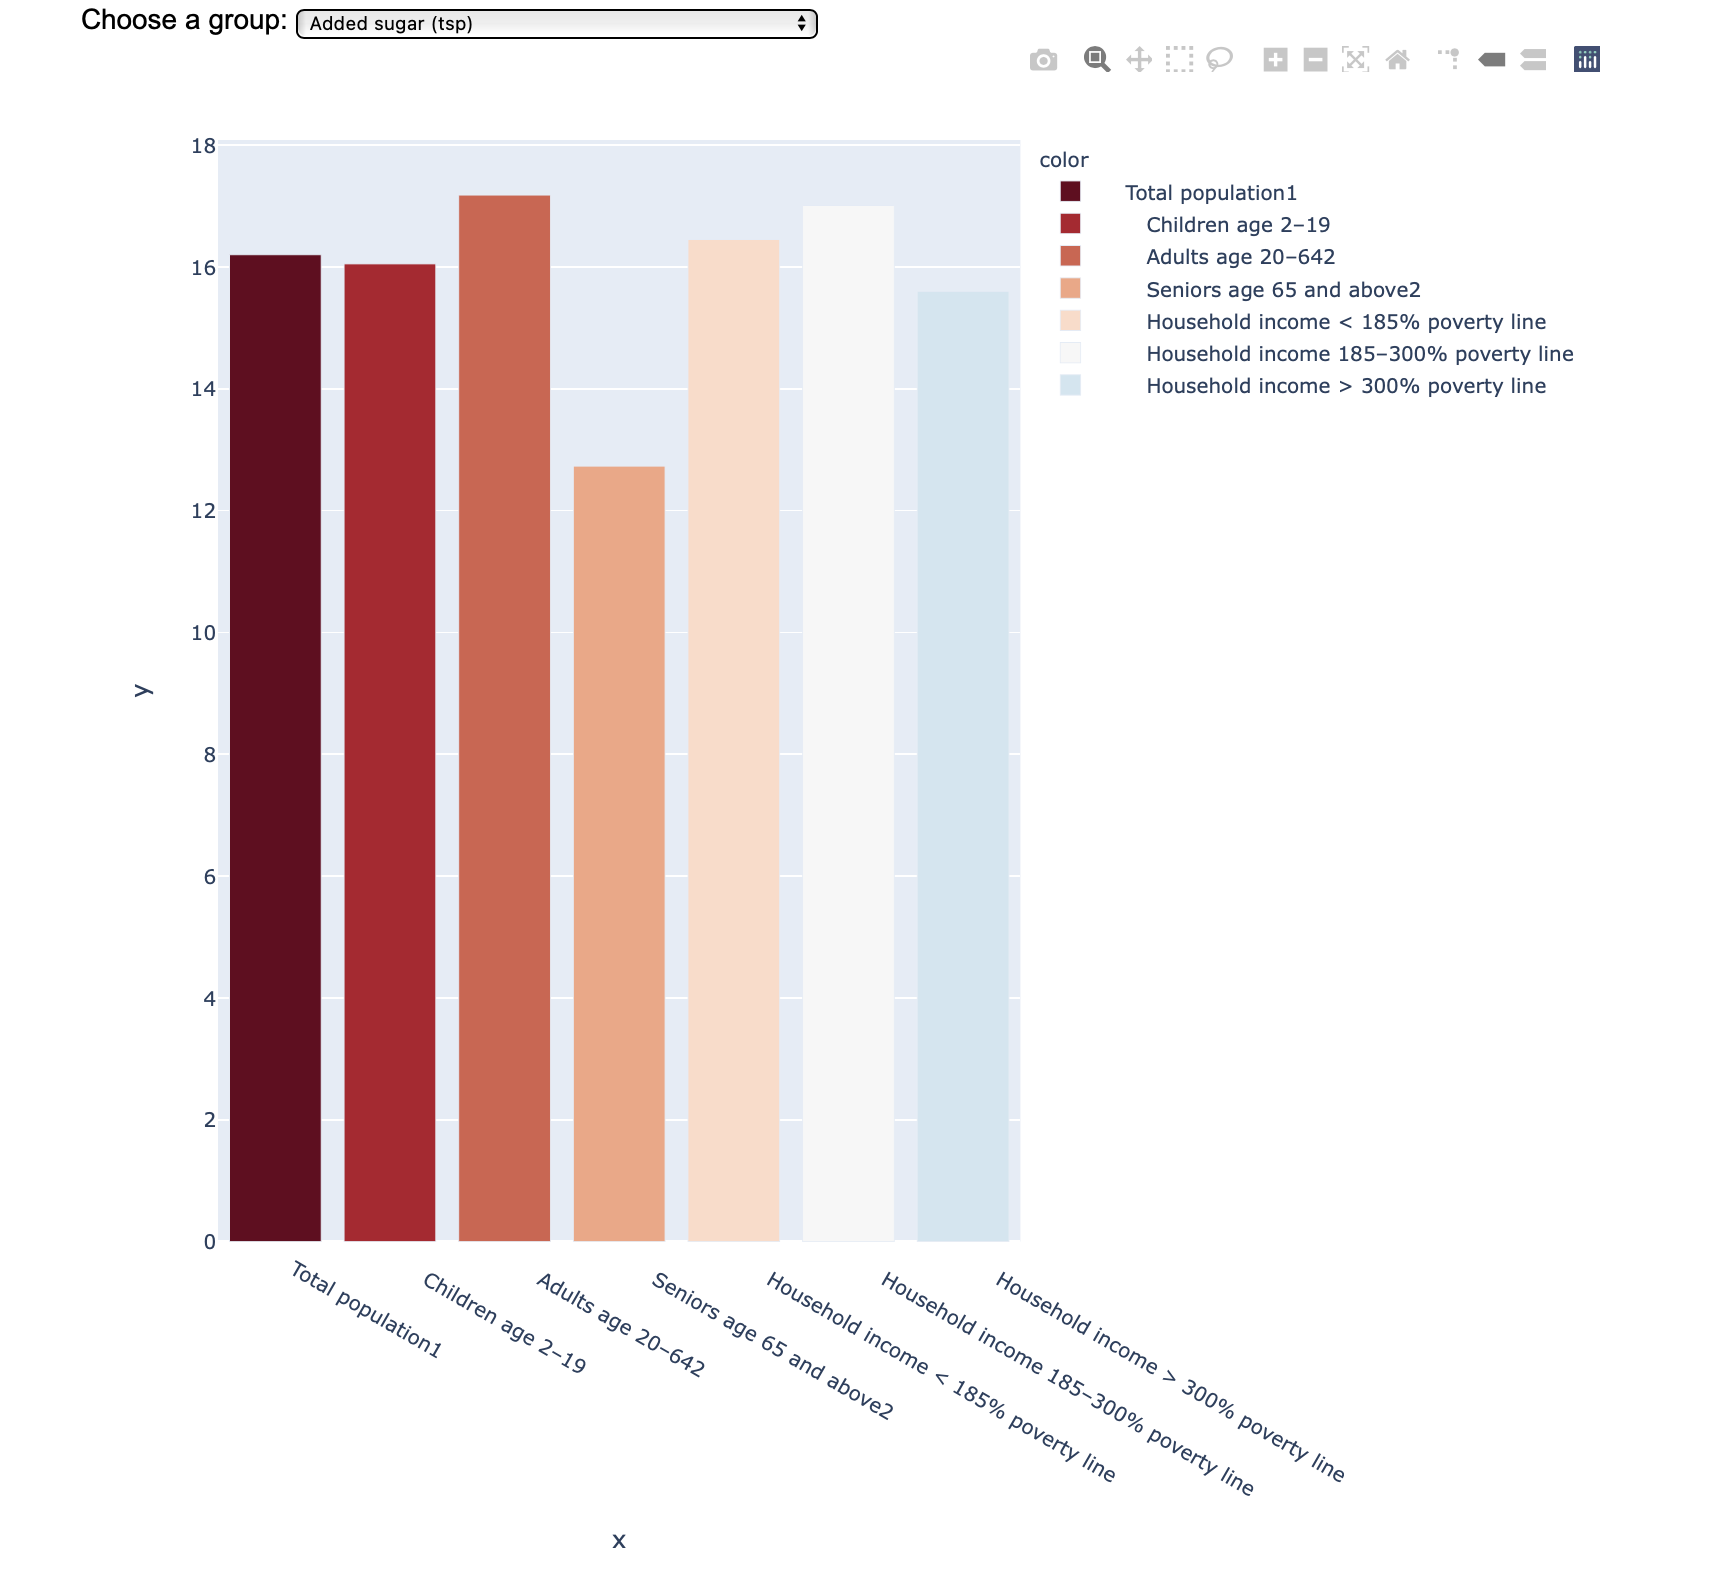 Choose a group: Added sugar (tsp)
18
16
14
12
10
8
6
4
2
0
y
Total population1
Children age 2–19
Adults age 20–642
Seniors age 65 and above2
Household income < 185% poverty line
Household income 185–300% poverty line
Household income > 300% poverty line
x
color
Total population1
Children age 2–19
Adults age 20–642
Seniors age 65 and above2
Household income < 185% poverty line
Household income 185–300% poverty line
Household income > 300% poverty line